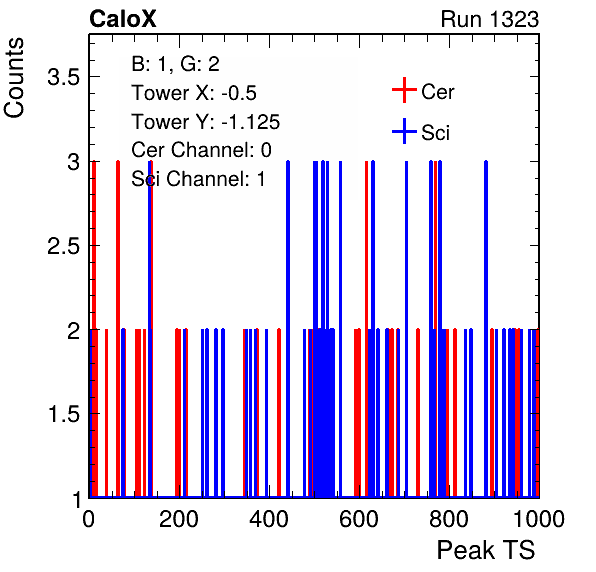 CaloX
Run 1323
Counts
B: 1, G: 2
Tower X: -0.5
Tower Y: -1.125
Cer Channel: 0
Sci Channel: 1
Cer
Sci
3.5
3
2.5
2
1.5
1
0
200
400
600
800
1000
Peak TS